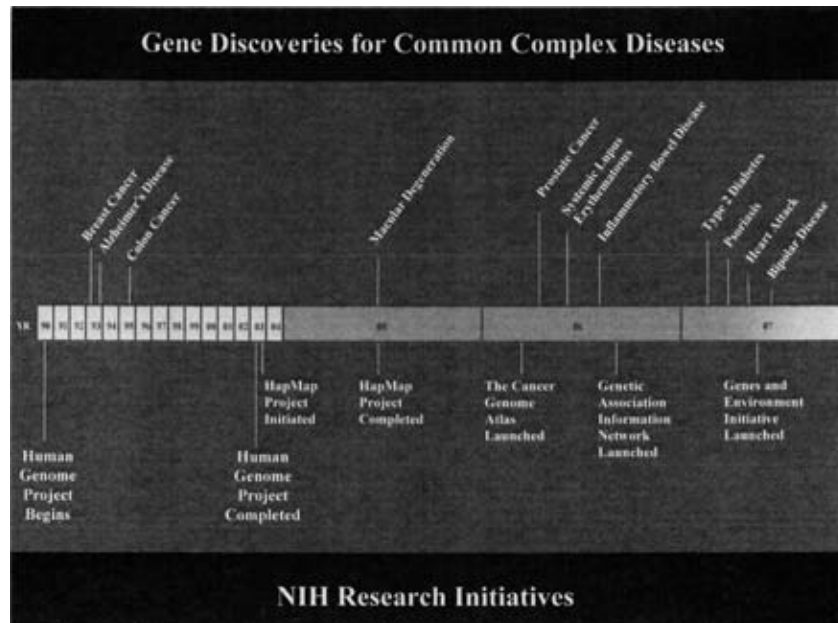 Gene Discoveries for Common Complex Diseases
Breast Cancer
Alzheimer's Disease
Colon Cancer
Macular Degeneration
Prostate Cancer
Systemic Lupus
Erythematous
Inflammatory Bowel Disease
Type 2 Diabetes
Psoriasis
Heart Attack
Bipolar Disease
YR 90 91 92 93 94 95 96 97 98 99 00 01 02 03 04 05 06 07
HapMap
Project
Initiated
HapMap
Project
Completed
The Cancer
Genome
Atlas
Launched
Genetic
Association
Information
Network
Launched
Genes and
Environment
Initiative
Launched
Human
Genome
Project
Begins
Human
Genome
Project
Completed
NIH Research Initiatives